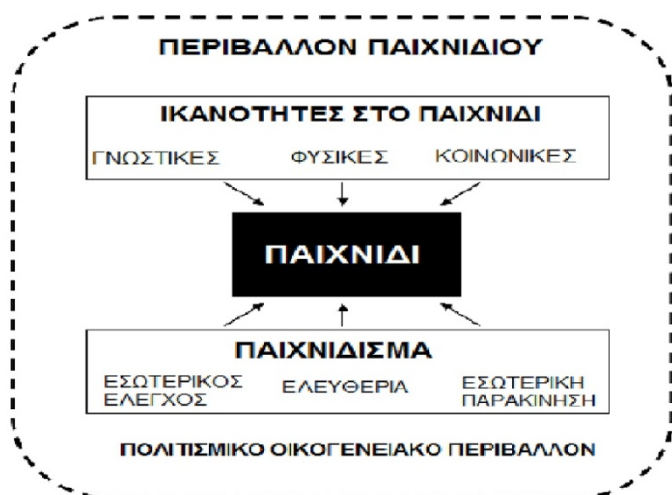 ΠΕΡΙΒΑΛΛΟΝ ΠΑΙΧΝΙΔΙΟΥ
ΙΚΑΝΟΤΗΤΕΣ ΣΤΟ ΠΑΙΧΝΙΔΙ
ΓΝΩΣΤΙΚΕΣ ΦΥΣΙΚΕΣ ΚΟΙΝΩΝΙΚΕΣ
ΠΑΙΧΝΙΔΙ
ΠΑΙΧΝΙΔΙΣΜΑ
ΕΣΩΤΕΡΙΚΟΣ ΕΛΕΥΘΕΡΙΑ ΕΣΩΤΕΡΙΚΗ
ΕΛΕΓΧΟΣ ΠΑΡΑΚΙΝΗΣΗ
ΠΟΛΙΤΙΣΜΙΚΟ ΟΙΚΟΓΕΝΕΙΑΚΟ ΠΕΡΙΒΑΛΛΟΝ